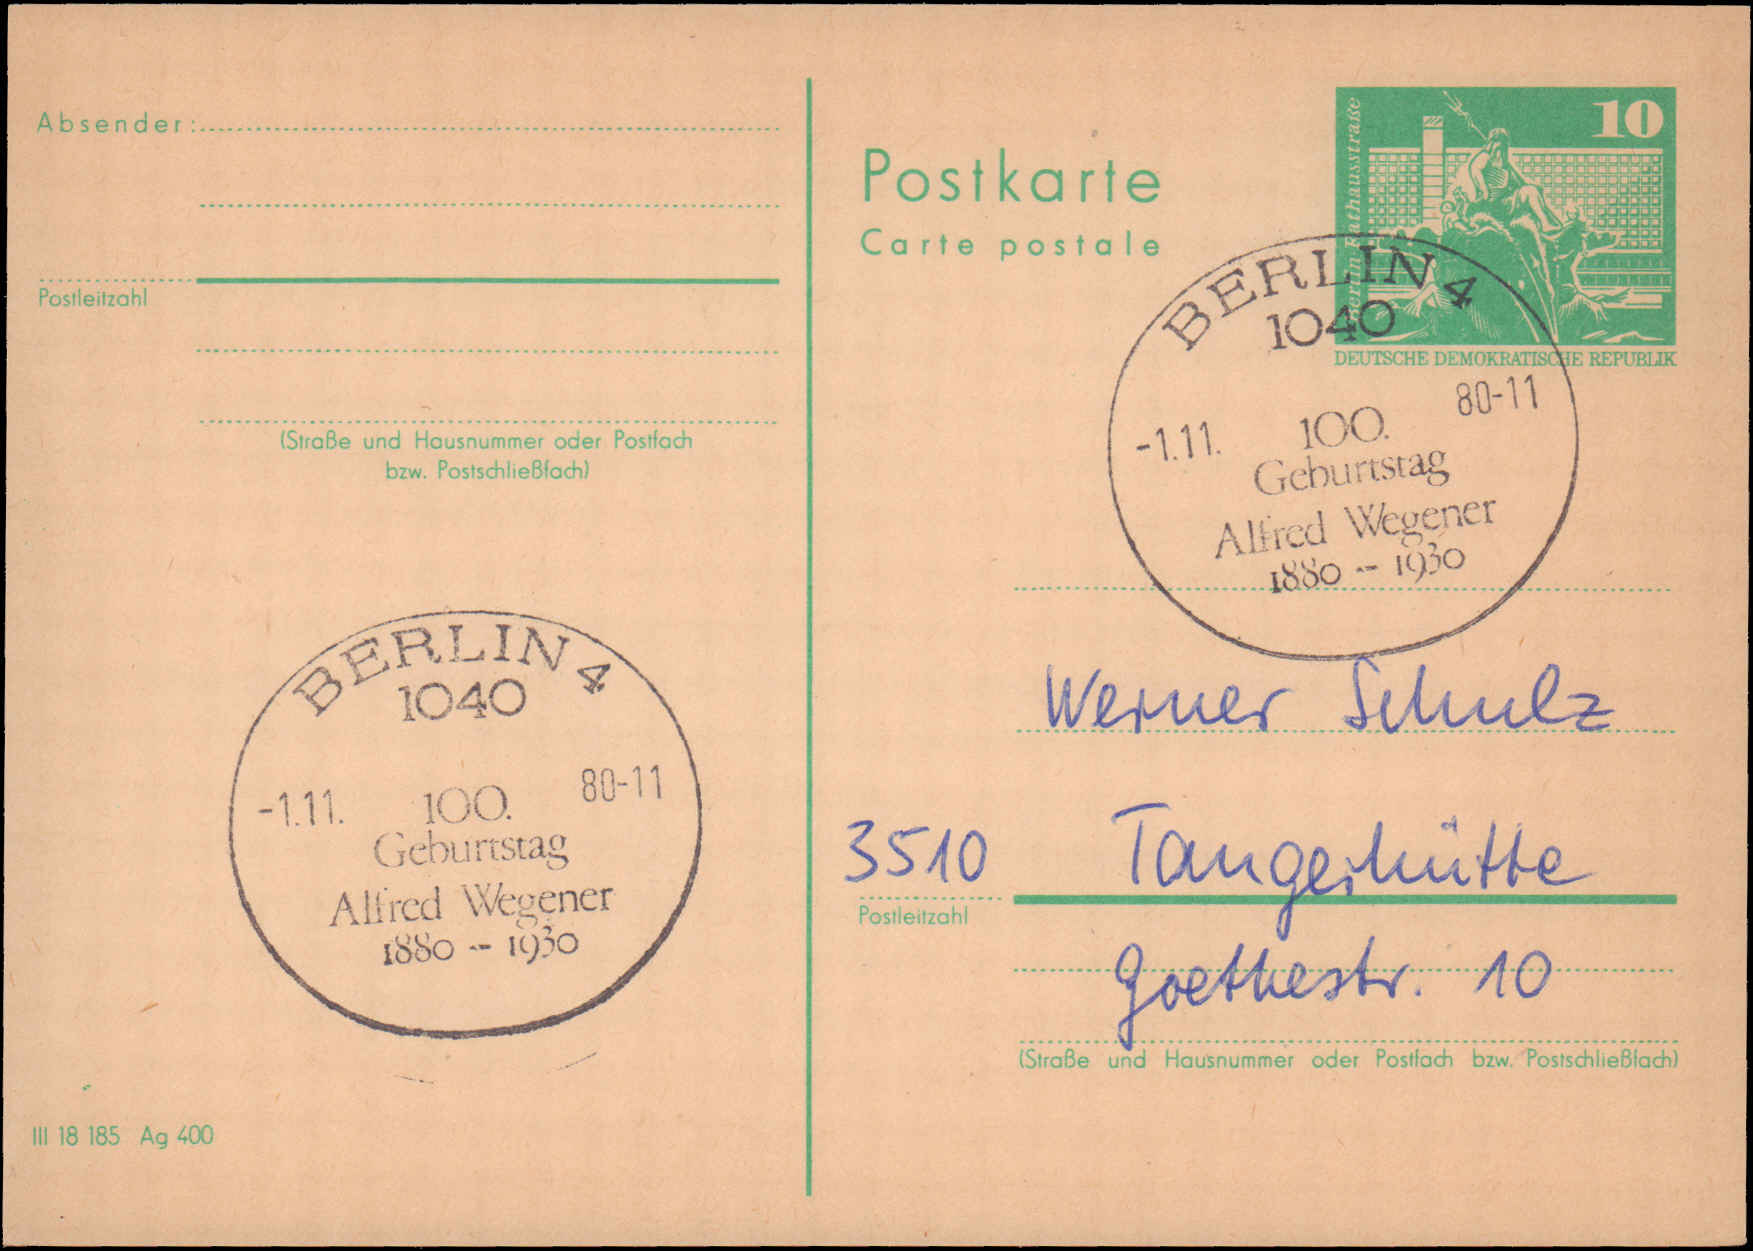 Absender:
Postleitzahl
(Straße und Hausnummer oder Postfach
bzw. Postschließfach)
BERLIN 4
1040
-1.11. 100. 80-11
Geburtstag
Alfred Wegener
1880 - 1930
III 18 185 Ag 400
Postkarte
Carte postale
10
Berlin, Rathausstraße
DEUTSCHE DEMOKRATISCHE REPUBLIK
BERLIN 4
1040
-1.11. 100. 80-11
Geburtstag
Alfred Wegener
1880 - 1930
Werner Schulz
3510 Tangerhütte
Postleitzahl
Goethestr. 10
(Straße und Hausnummer oder Postfach bzw. Postschließfach)